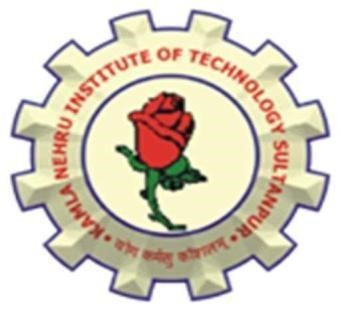 • KAMLA NEHRU INSTITUTE OF TECHNOLOGY SULTANPUR •
योगः कर्मसु कौशलम्